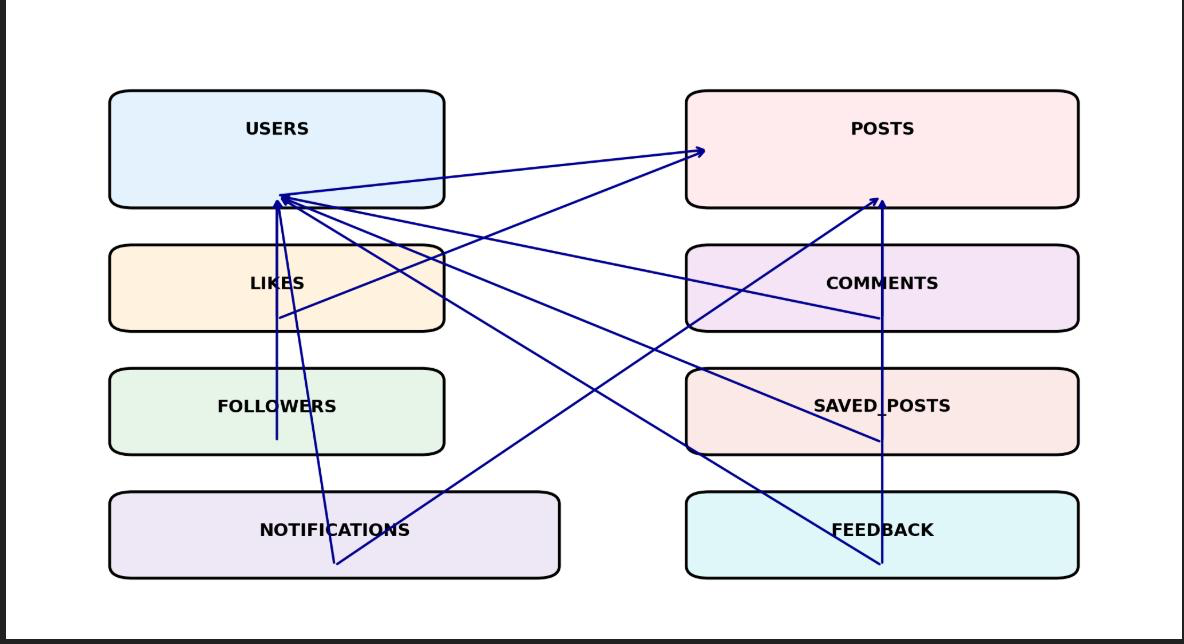 USERS
POSTS
LIKES
COMMENTS
FOLLOWERS
SAVED_POSTS
NOTIFICATIONS
FEEDBACK